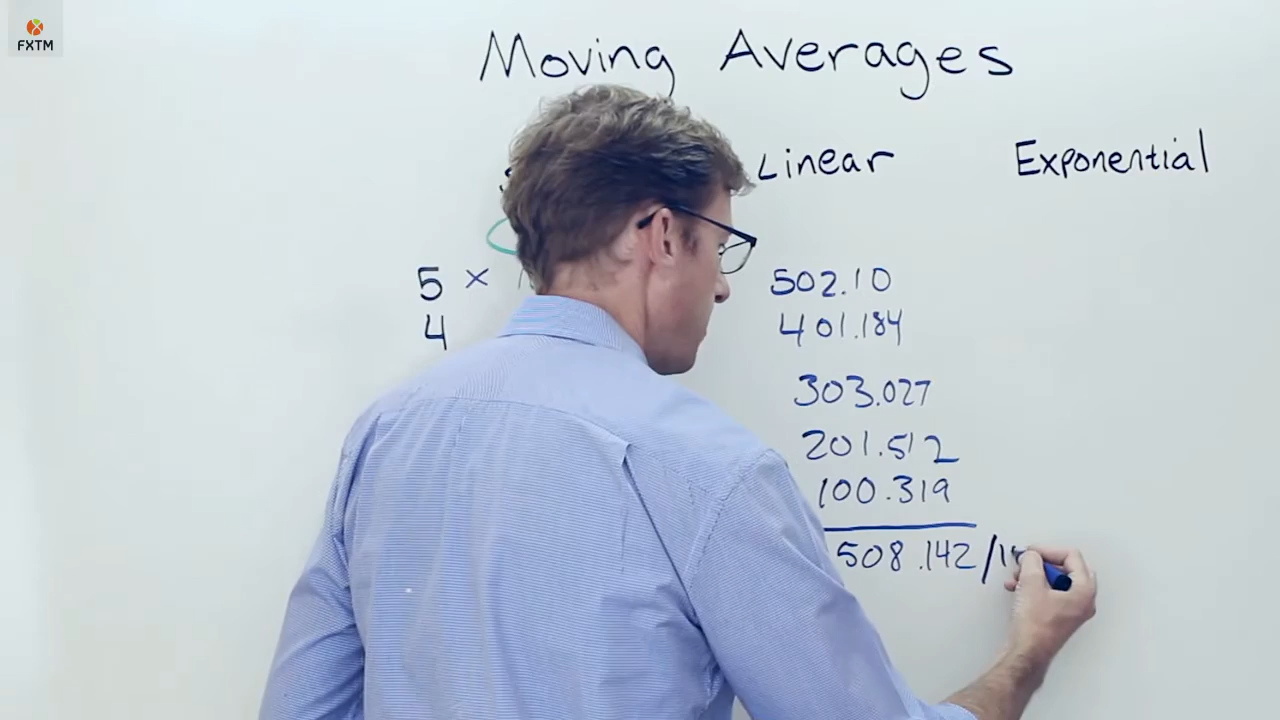 FXTM
Moving Averages
Linear Exponential
5 × 502.10
4 401.184
303.027
201.512
100.319
508.142 /1